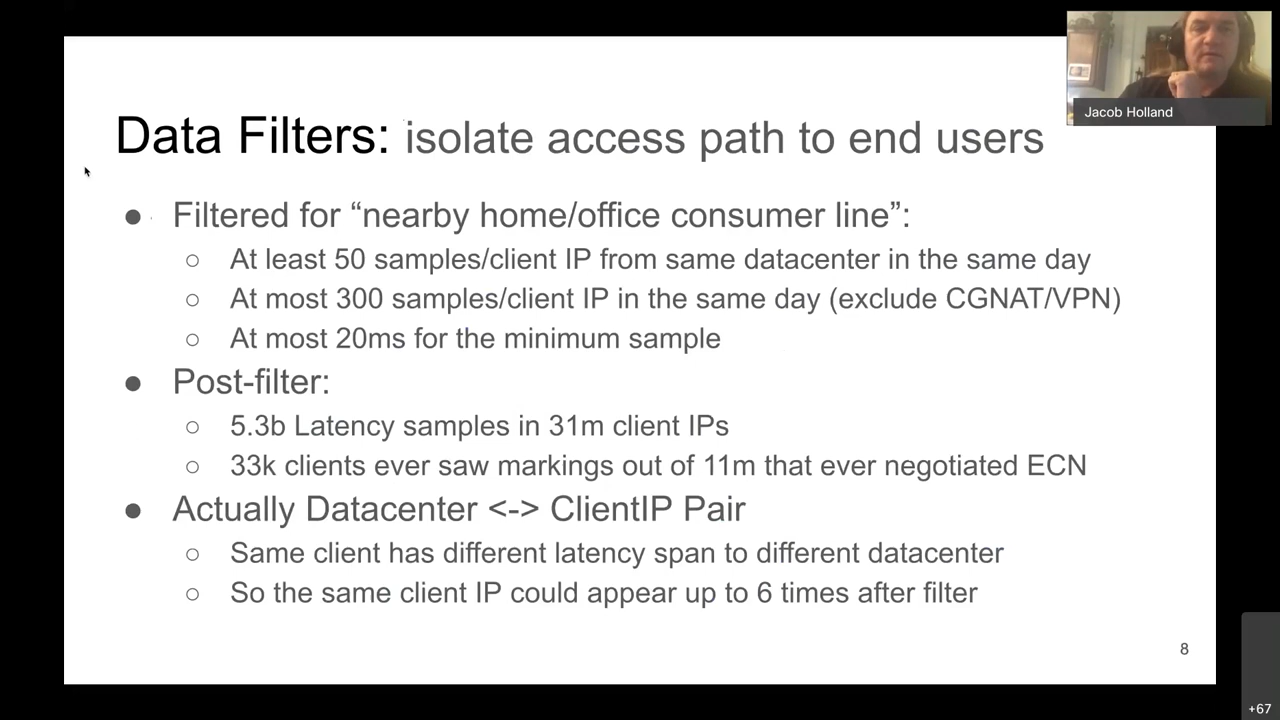 Jacob Holland
Data Filters: isolate access path to end users
● Filtered for “nearby home/office consumer line”:
○ At least 50 samples/client IP from same datacenter in the same day
○ At most 300 samples/client IP in the same day (exclude CGNAT/VPN)
○ At most 20ms for the minimum sample
● Post-filter:
○ 5.3b Latency samples in 31m client IPs
○ 33k clients ever saw markings out of 11m that ever negotiated ECN
● Actually Datacenter <-> ClientIP Pair
○ Same client has different latency span to different datacenter
○ So the same client IP could appear up to 6 times after filter
8
+67